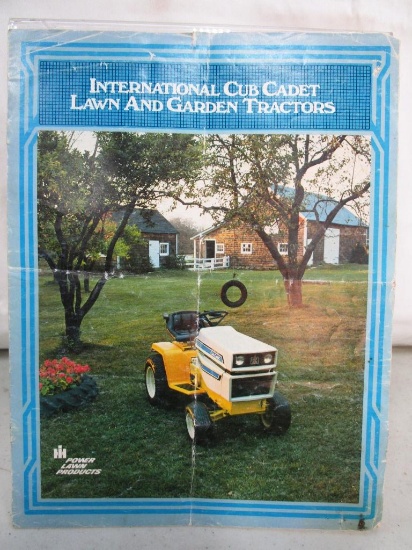 INTERNATIONAL CUB CADET
LAWN AND GARDEN TRACTORS
IH
POWER
LAWN
PRODUCTS